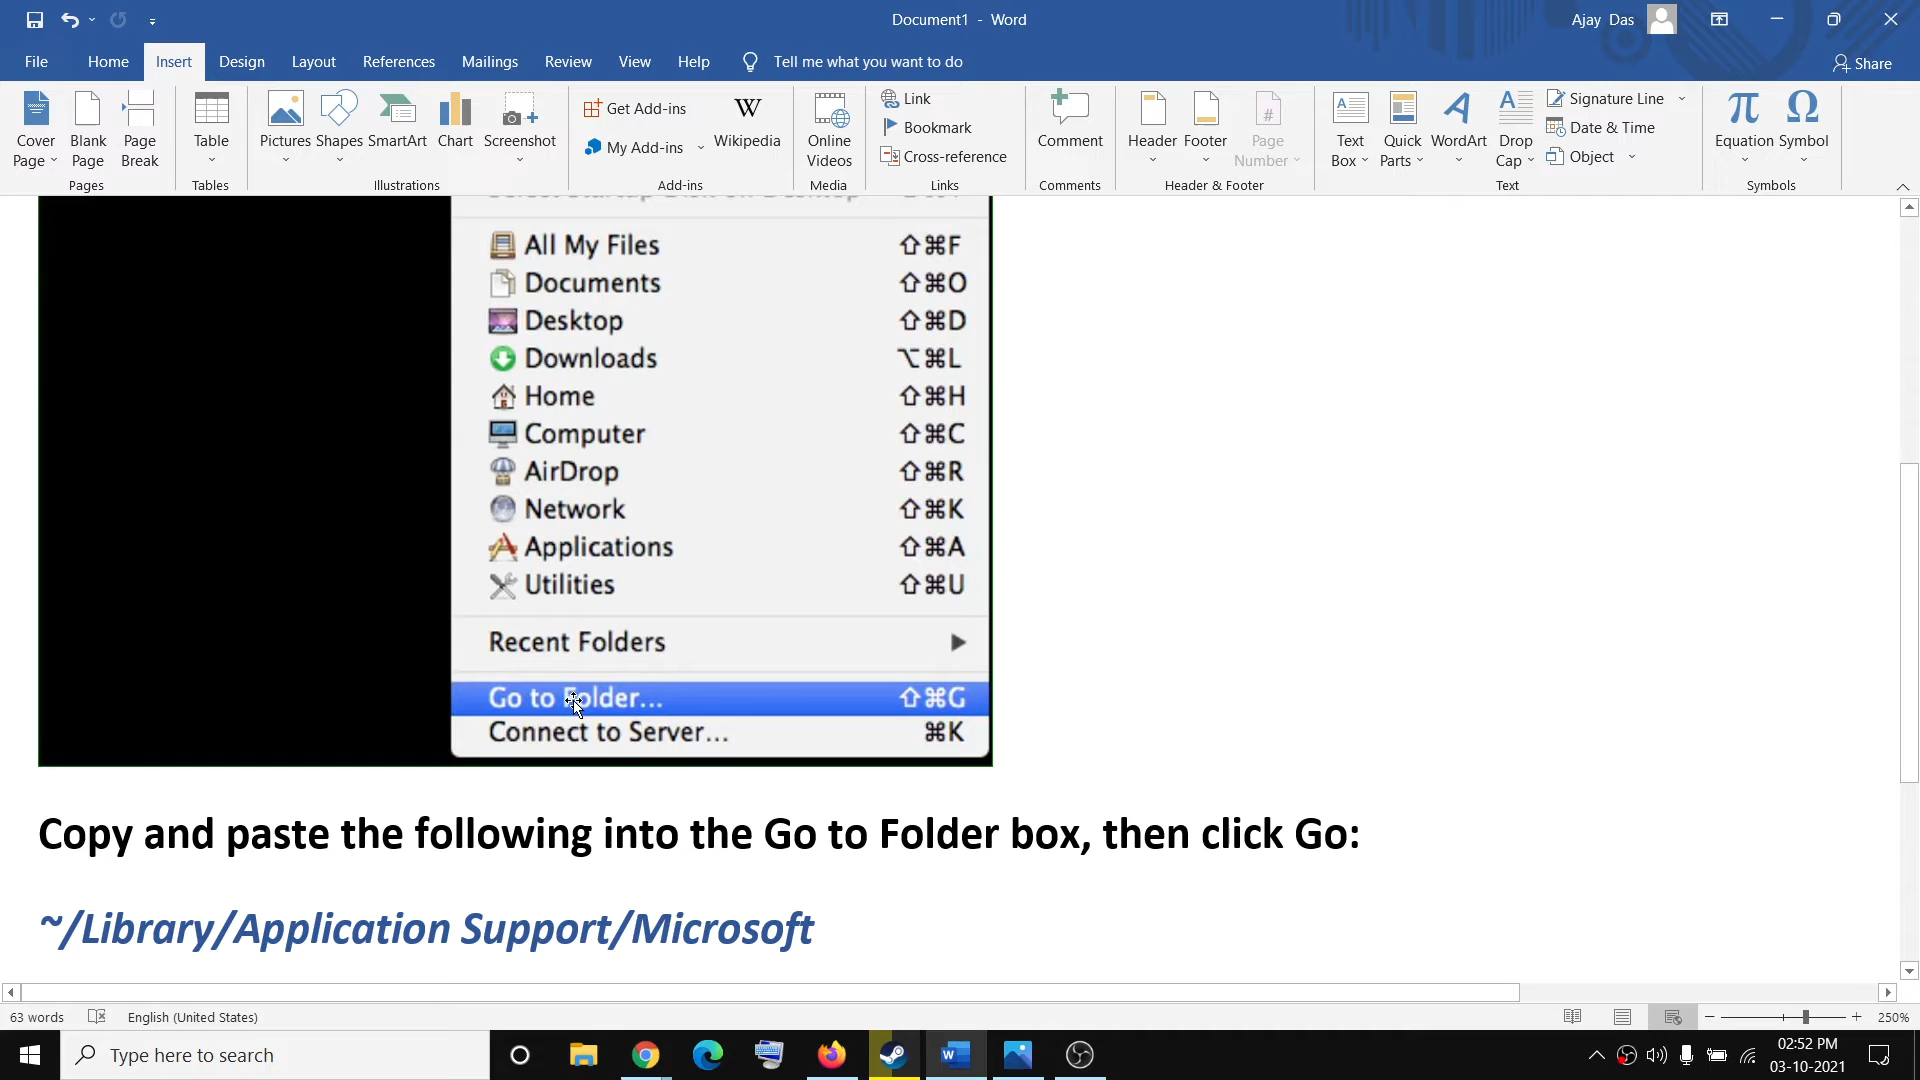 Document1 - Word
Ajay Das
File Home Insert Design Layout References Mailings Review View Help Tell me what you want to do
Share
Cover Page
Blank Page
Page Break
Pages
Table
Tables
Pictures
Shapes
SmartArt
Chart
Screenshot
Illustrations
Get Add-ins
My Add-ins
W
Wikipedia
Add-ins
Online Videos
Media
Link
Bookmark
Cross-reference
Links
Comment
Comments
Header
Footer
# Page Number
Header & Footer
Text Box
Quick Parts
WordArt
Drop Cap
Signature Line
Date & Time
Object
Text
π Equation
Ω Symbol
Symbols
All My Files ⇧⌘F
Documents ⇧⌘O
Desktop ⇧⌘D
Downloads ⌥⌘L
Home ⇧⌘H
Computer ⇧⌘C
AirDrop ⇧⌘R
Network ⇧⌘K
Applications ⇧⌘A
Utilities ⇧⌘U
Recent Folders ▶
Go to Folder... ⇧⌘G
Connect to Server... ⌘K
Copy and paste the following into the Go to Folder box, then click Go:
~/Library/Application Support/Microsoft
63 words English (United States) 250%
Type here to search
02:52 PM
03-10-2021